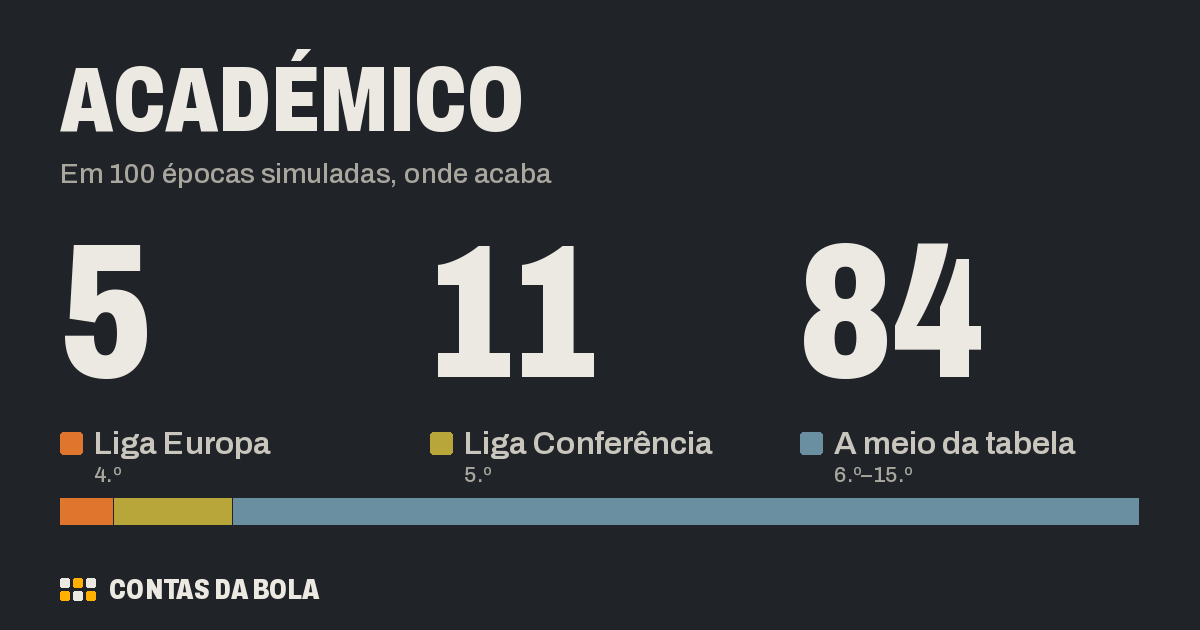 ACADÉMICO
Em 100 épocas simuladas, onde acaba
5 11 84
Liga Europa Liga Conferência A meio da tabela
4.º 5.º 6.º–15.º
CONTAS DA BOLA